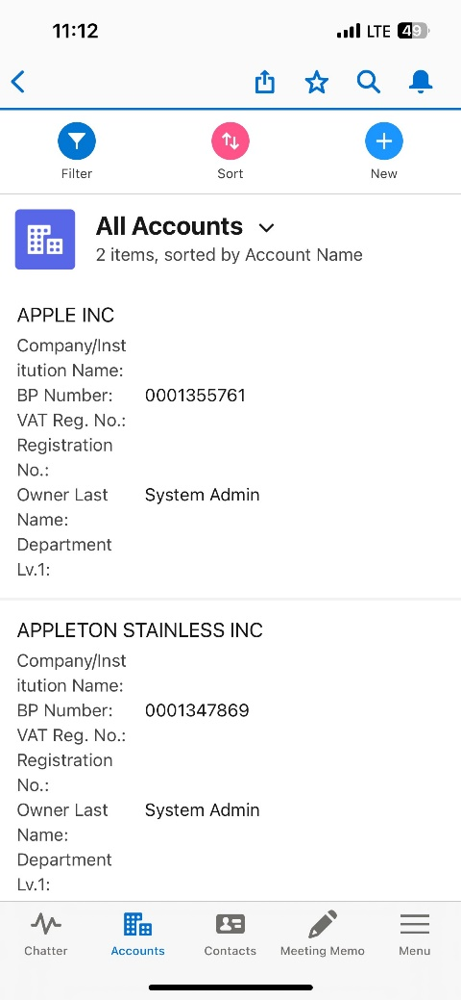 11:12
LTE 49
Filter
Sort
New
All Accounts
2 items, sorted by Account Name
APPLE INC
Company/Inst
itution Name:
BP Number: 0001355761
VAT Reg. No.:
Registration
No.:
Owner Last System Admin
Name:
Department
Lv.1:
APPLETON STAINLESS INC
Company/Inst
itution Name:
BP Number: 0001347869
VAT Reg. No.:
Registration
No.:
Owner Last System Admin
Name:
Department
Lv.1:
Chatter
Accounts
Contacts
Meeting Memo
Menu